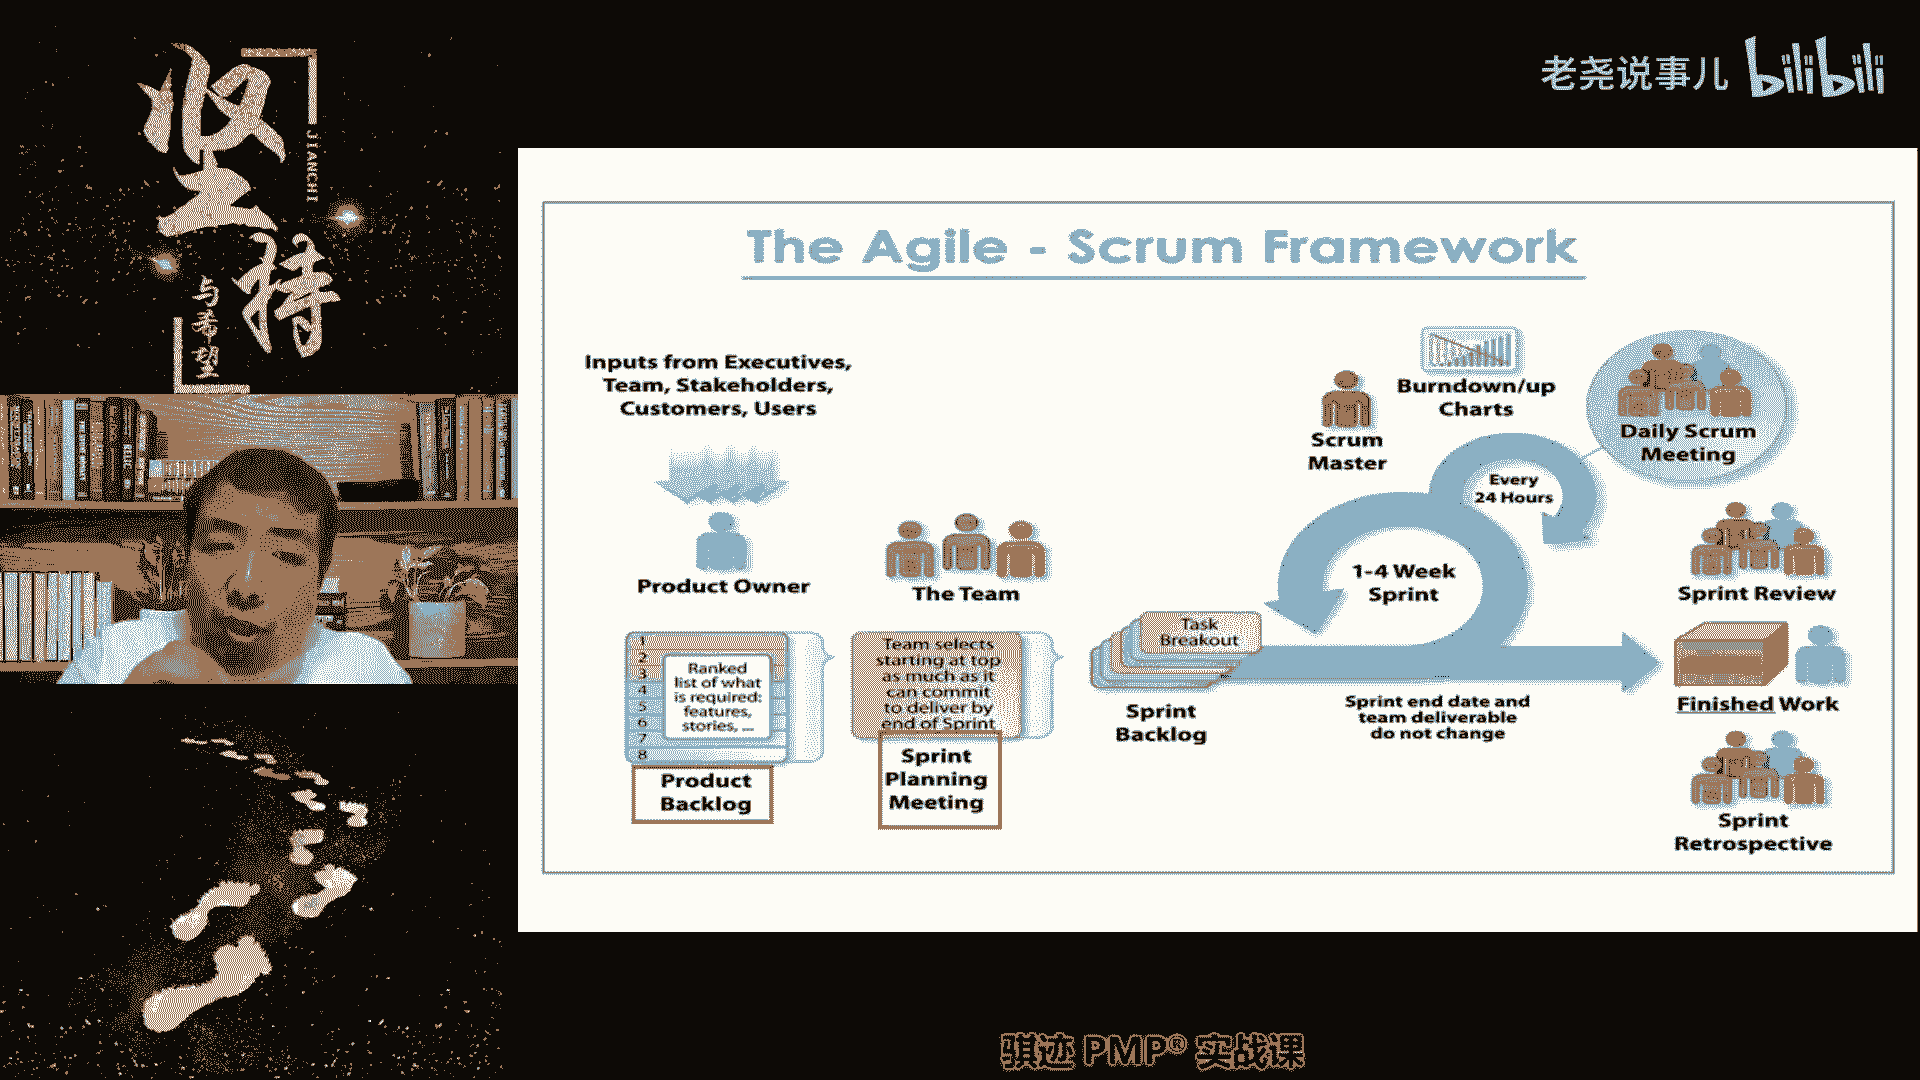 坚持
JIANCHI
与希望
老尧说事儿 bilibili
The Agile - Scrum Framework
Inputs from Executives,
Team, Stakeholders,
Customers, Users
Product Owner
The Team
1
2
3
4
5
6
7
8
Ranked
list of what
is required:
features,
stories, ...
Product
Backlog
Team selects
starting at top
as much as it
can commit
to deliver by
end of Sprint
Sprint
Planning
Meeting
Task
Breakout
Sprint
Backlog
Scrum
Master
Burndown/up
Charts
Daily Scrum
Meeting
Every
24 Hours
1-4 Week
Sprint
Sprint end date and
team deliverable
do not change
Sprint Review
Finished Work
Sprint
Retrospective
骐迹 PMP® 实战课